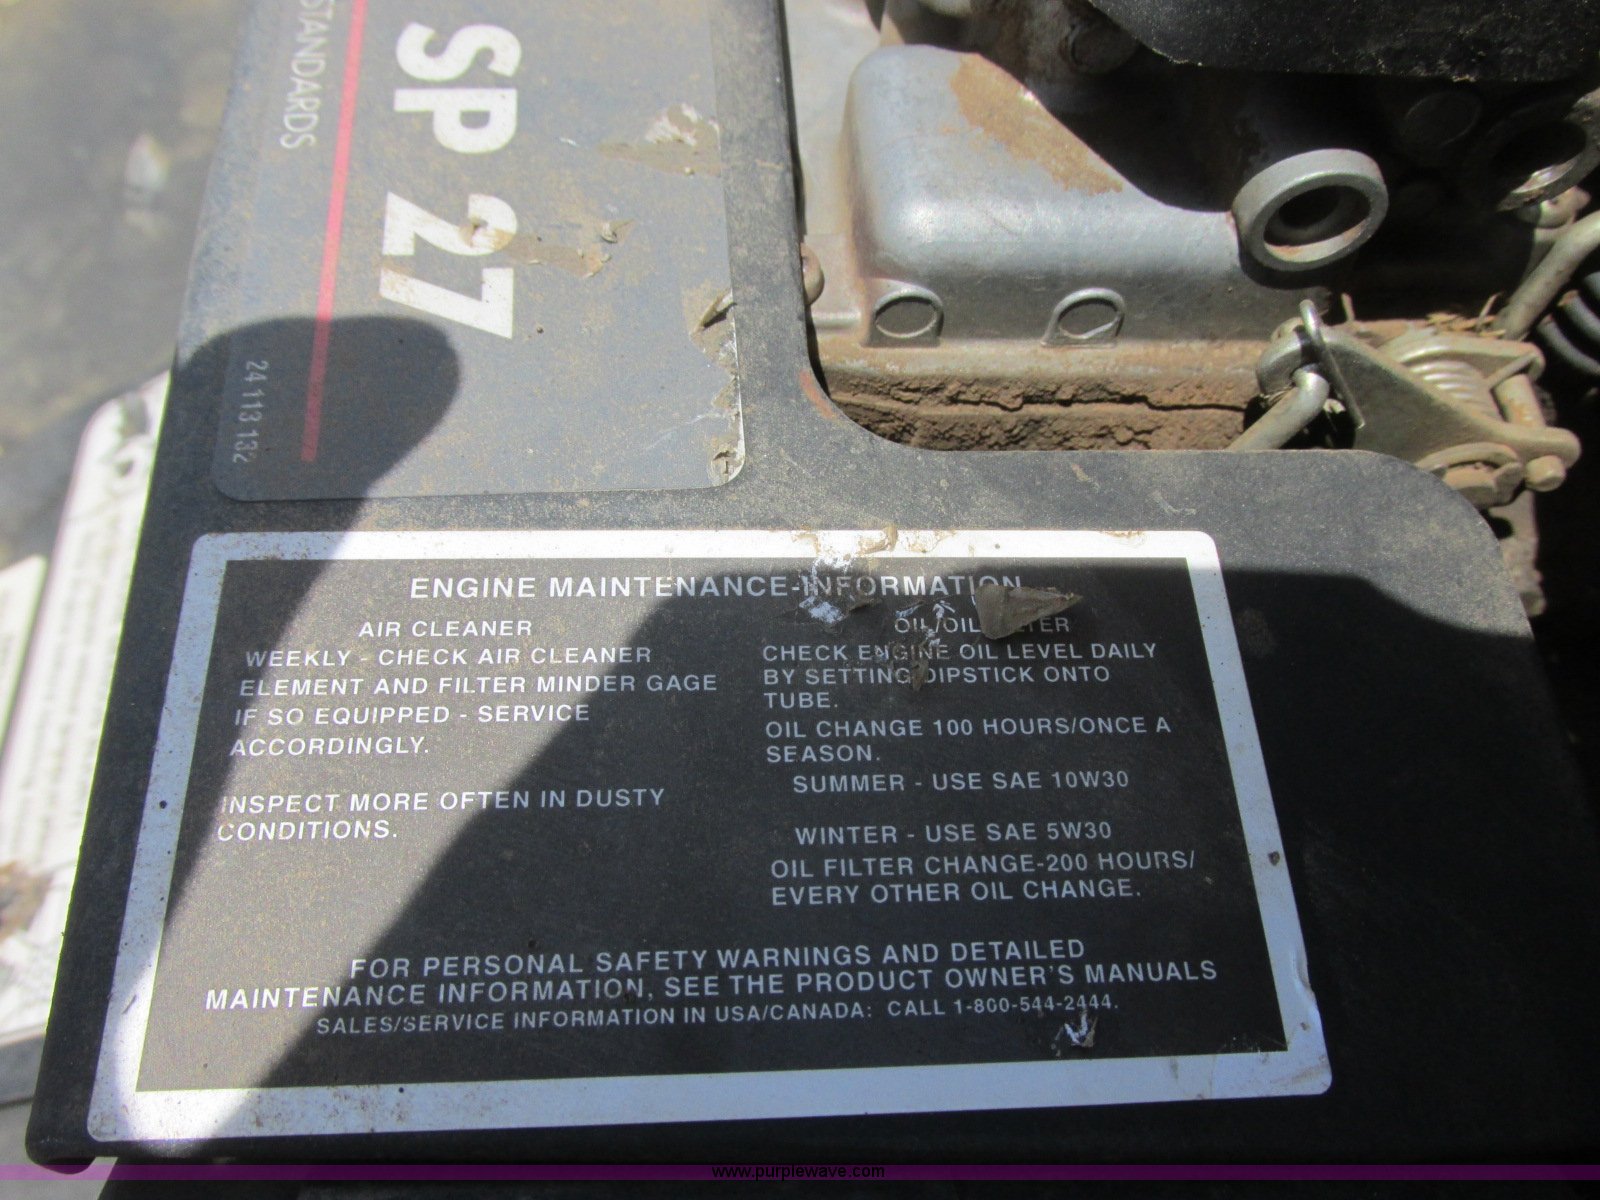 STANDARDS
SP 27
24 113 132
ENGINE MAINTENANCE-INFORMATION
AIR CLEANER
WEEKLY - CHECK AIR CLEANER
ELEMENT AND FILTER MINDER GAGE
IF SO EQUIPPED - SERVICE
ACCORDINGLY.
INSPECT MORE OFTEN IN DUSTY
CONDITIONS.
OIL/OIL FILTER
CHECK ENGINE OIL LEVEL DAILY
BY SETTING DIPSTICK ONTO
TUBE.
OIL CHANGE 100 HOURS/ONCE A
SEASON.
SUMMER - USE SAE 10W30
WINTER - USE SAE 5W30
OIL FILTER CHANGE-200 HOURS/
EVERY OTHER OIL CHANGE.
FOR PERSONAL SAFETY WARNINGS AND DETAILED
MAINTENANCE INFORMATION, SEE THE PRODUCT OWNER'S MANUALS
SALES/SERVICE INFORMATION IN USA/CANADA: CALL 1-800-544-2444.
www.purplewave.com